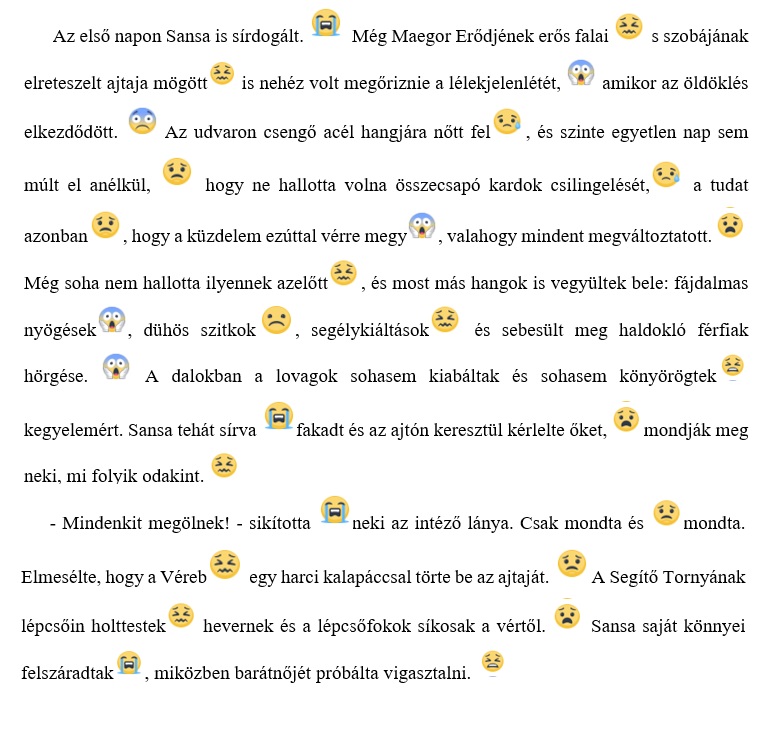 Az első napon Sansa is sírdogált. 😭 Még Maegor Erődjének erős falai 😖 s szobájának
elreteszelt ajtaja mögött 😖 is nehéz volt megőriznie a lélekjelenlétét, 😱 amikor az öldöklés
elkezdődött. 😨 Az udvaron csengő acél hangjára nőtt fel 😥 , és szinte egyetlen nap sem
múlt el anélkül, 😟 hogy ne hallotta volna összecsapó kardok csilingelését, 😥 a tudat
azonban 😟 , hogy a küzdelem ezúttal vérre megy 😱 , valahogy mindent megváltoztatott. 😧
Még soha nem hallotta ilyennek azelőtt 😖 , és most más hangok is vegyültek bele: fájdalmas
nyögések 😱 , dühös szitkok 🙁 , segélykiáltások 😖 és sebesült meg haldokló férfiak
hörgése. 😱 A dalokban a lovagok sohasem kiabáltak és sohasem könyörögtek 😫
kegyelemért. Sansa tehát sírva 😭 fakadt és az ajtón keresztül kérlelte őket, 😧 mondják meg
neki, mi folyik odakint. 😖
- Mindenkit megölnek! - sikította 😭 neki az intéző lánya. Csak mondta és 😟 mondta.
Elmesélte, hogy a Véreb 😖 egy harci kalapáccsal törte be az ajtaját. 😟 A Segítő Tornyának
lépcsőin holttestek 😖 hevernek és a lépcsőfokok síkosak a vértől. 😧 Sansa saját könnyei
felszáradtak 😭 , miközben barátnőjét próbálta vigasztalni. 😫